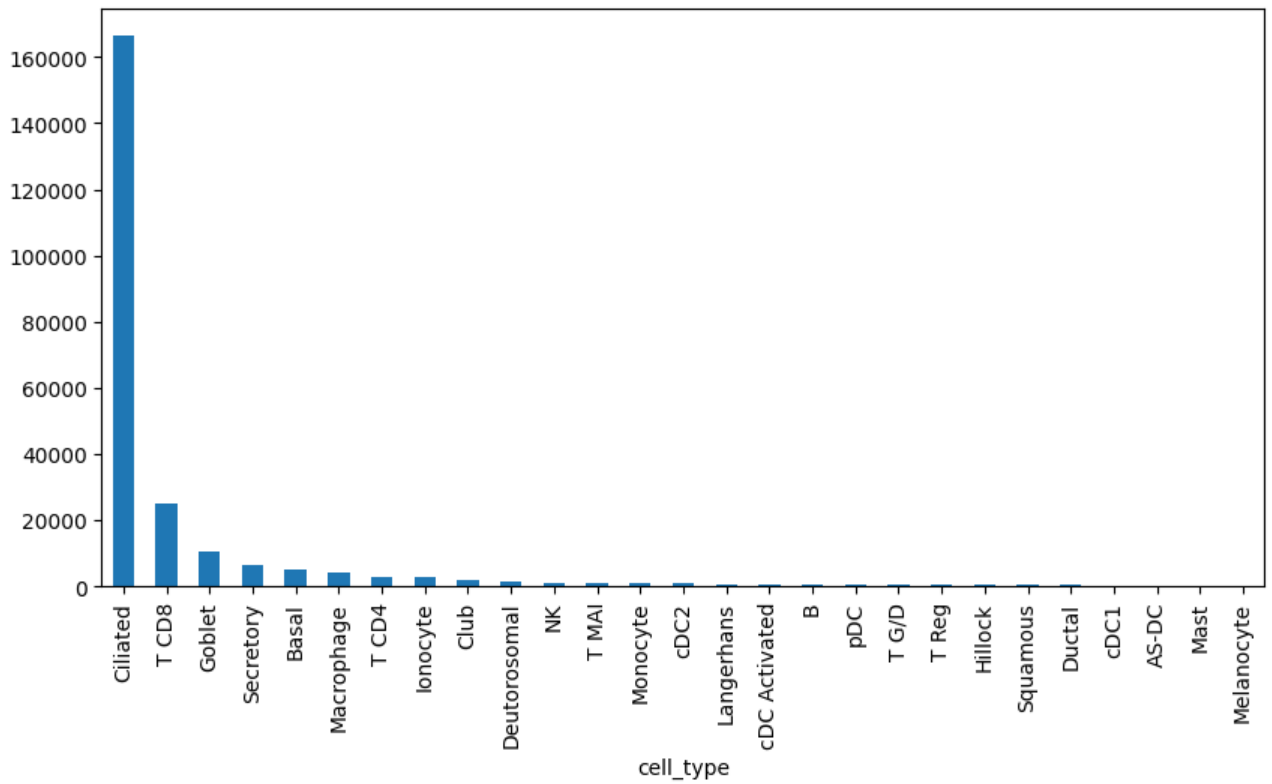 160000
140000
120000
100000
80000
60000
40000
20000
0
Ciliated
T CD8
Goblet
Secretory
Basal
Macrophage
T CD4
Ionocyte
Club
Deutorosomal
NK
T MAI
Monocyte
cDC2
Langerhans
cDC Activated
B
pDC
T G/D
T Reg
Hillock
Squamous
Ductal
cDC1
AS-DC
Mast
Melanocyte
cell_type